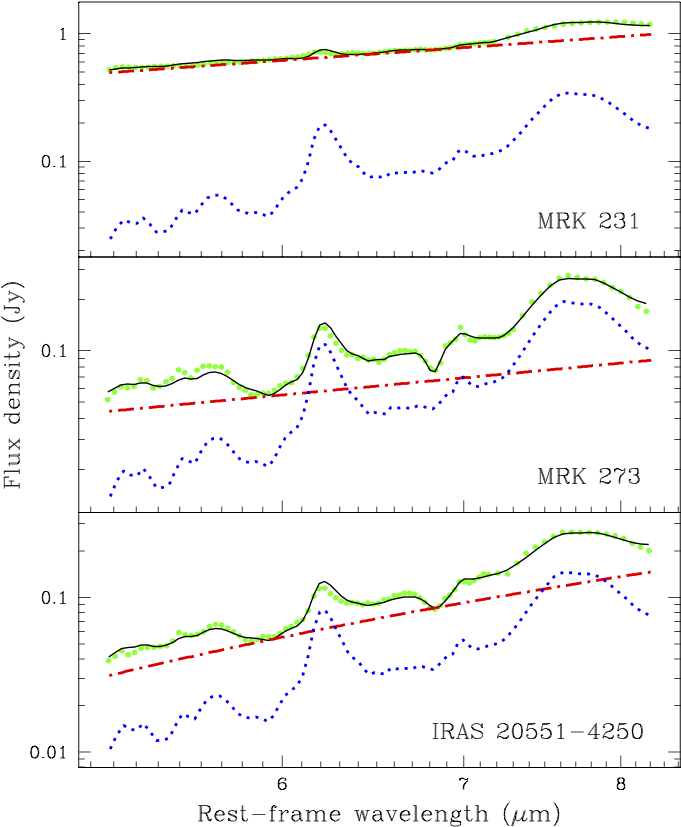 1
0.1
MRK 231
0.1
MRK 273
0.1
0.01
IRAS 20551−4250
6
7
8
Flux density (Jy)
Rest−frame wavelength (μm)